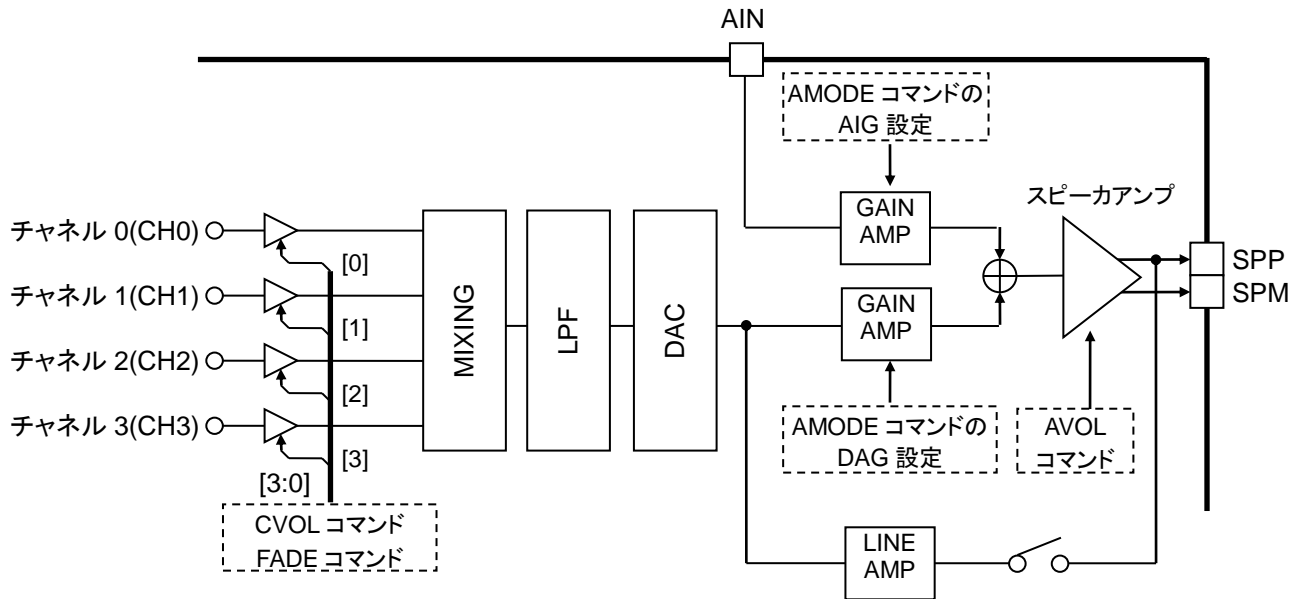 AIN
AMODE コマンドの
AIG 設定
スピーカアンプ
GAIN
AMP
チャネル 0(CH0)
[0]
SPP
SPM
チャネル 1(CH1)
[1]
MIXING
LPF
DAC
GAIN
AMP
チャネル 2(CH2)
[2]
チャネル 3(CH3)
[3]
AMODE コマンドの
DAG 設定
AVOL
コマンド
[3:0]
CVOL コマンド
FADE コマンド
LINE
AMP